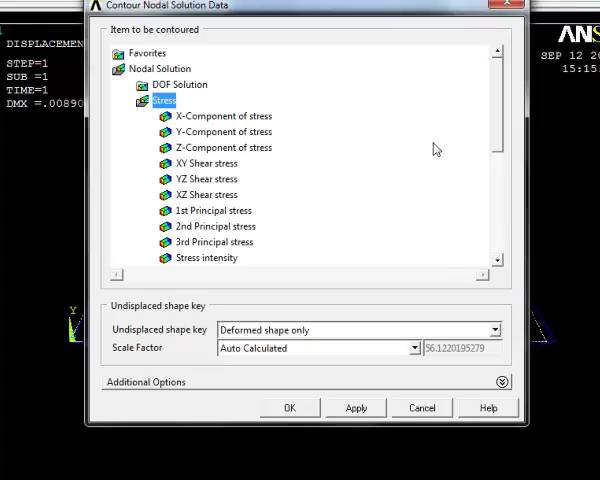 Contour Nodal Solution Data
1
DISPLACEMEN
STEP=1
SUB =1
TIME=1
DMX =.00890
ANS
SEP 12 20
15:15
Item to be contoured
Favorites
Nodal Solution
DOF Solution
Stress
X-Component of stress
Y-Component of stress
Z-Component of stress
XY Shear stress
YZ Shear stress
XZ Shear stress
1st Principal stress
2nd Principal stress
3rd Principal stress
Stress intensity
Y
Undisplaced shape key
Undisplaced shape key Deformed shape only
Scale Factor Auto Calculated 56.1220195279
Additional Options
OK Apply Cancel Help